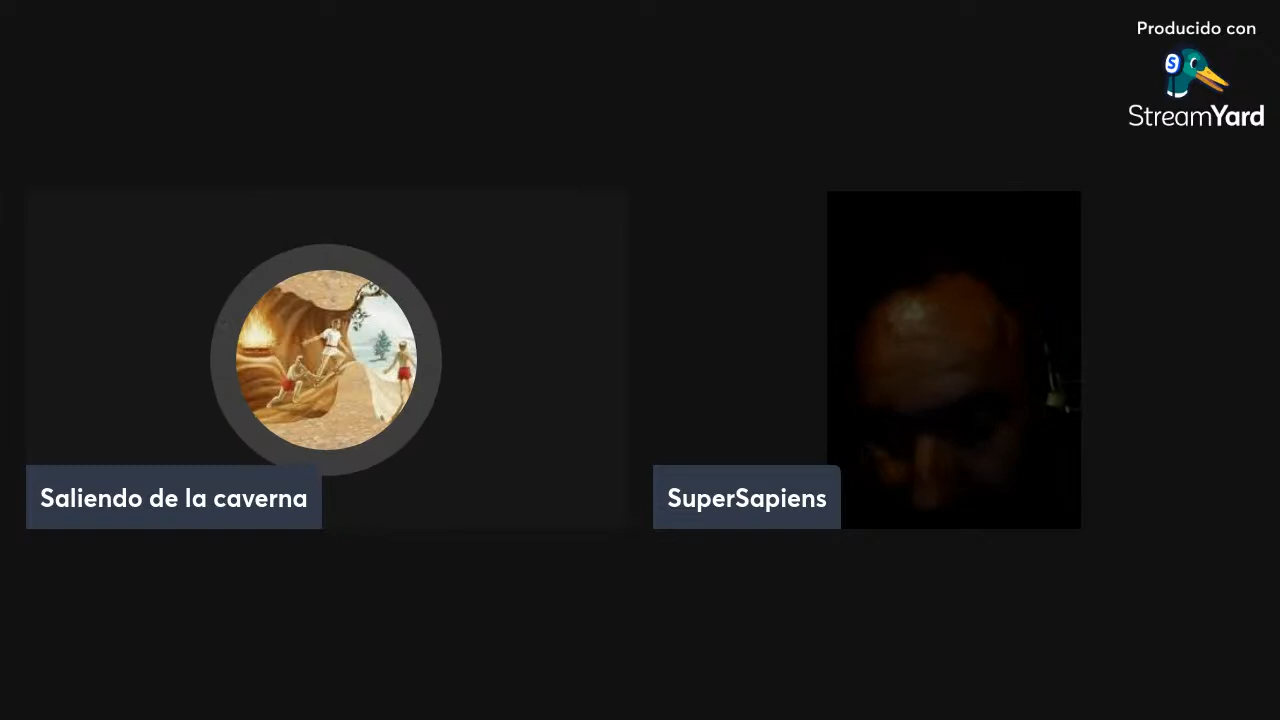 Producido con
S
StreamYard
Saliendo de la caverna
SuperSapiens